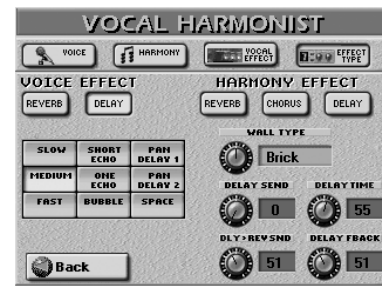 VOCAL HARMONIST
VOICE HARMONY VOCAL EFFECT EFFECT TYPE
VOICE EFFECT HARMONY EFFECT
REVERB DELAY REVERB CHORUS DELAY
WALL TYPE
Brick
SLOW SHORT ECHO PAN DELAY 1
MEDIUM ONE ECHO PAN DELAY 2
FAST BUBBLE SPACE
DELAY SEND DELAY TIME
0 55
DLY>REV SND DELAY FBACK
51 51
Back